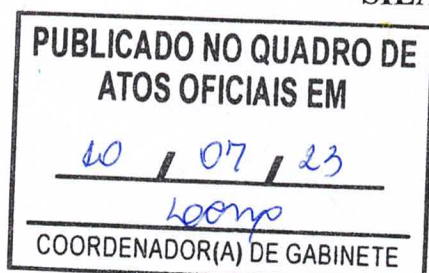 PUBLICADO NO QUADRO DE
ATOS OFICIAIS EM
10 / 07 / 23
COORDENADOR(A) DE GABINETE